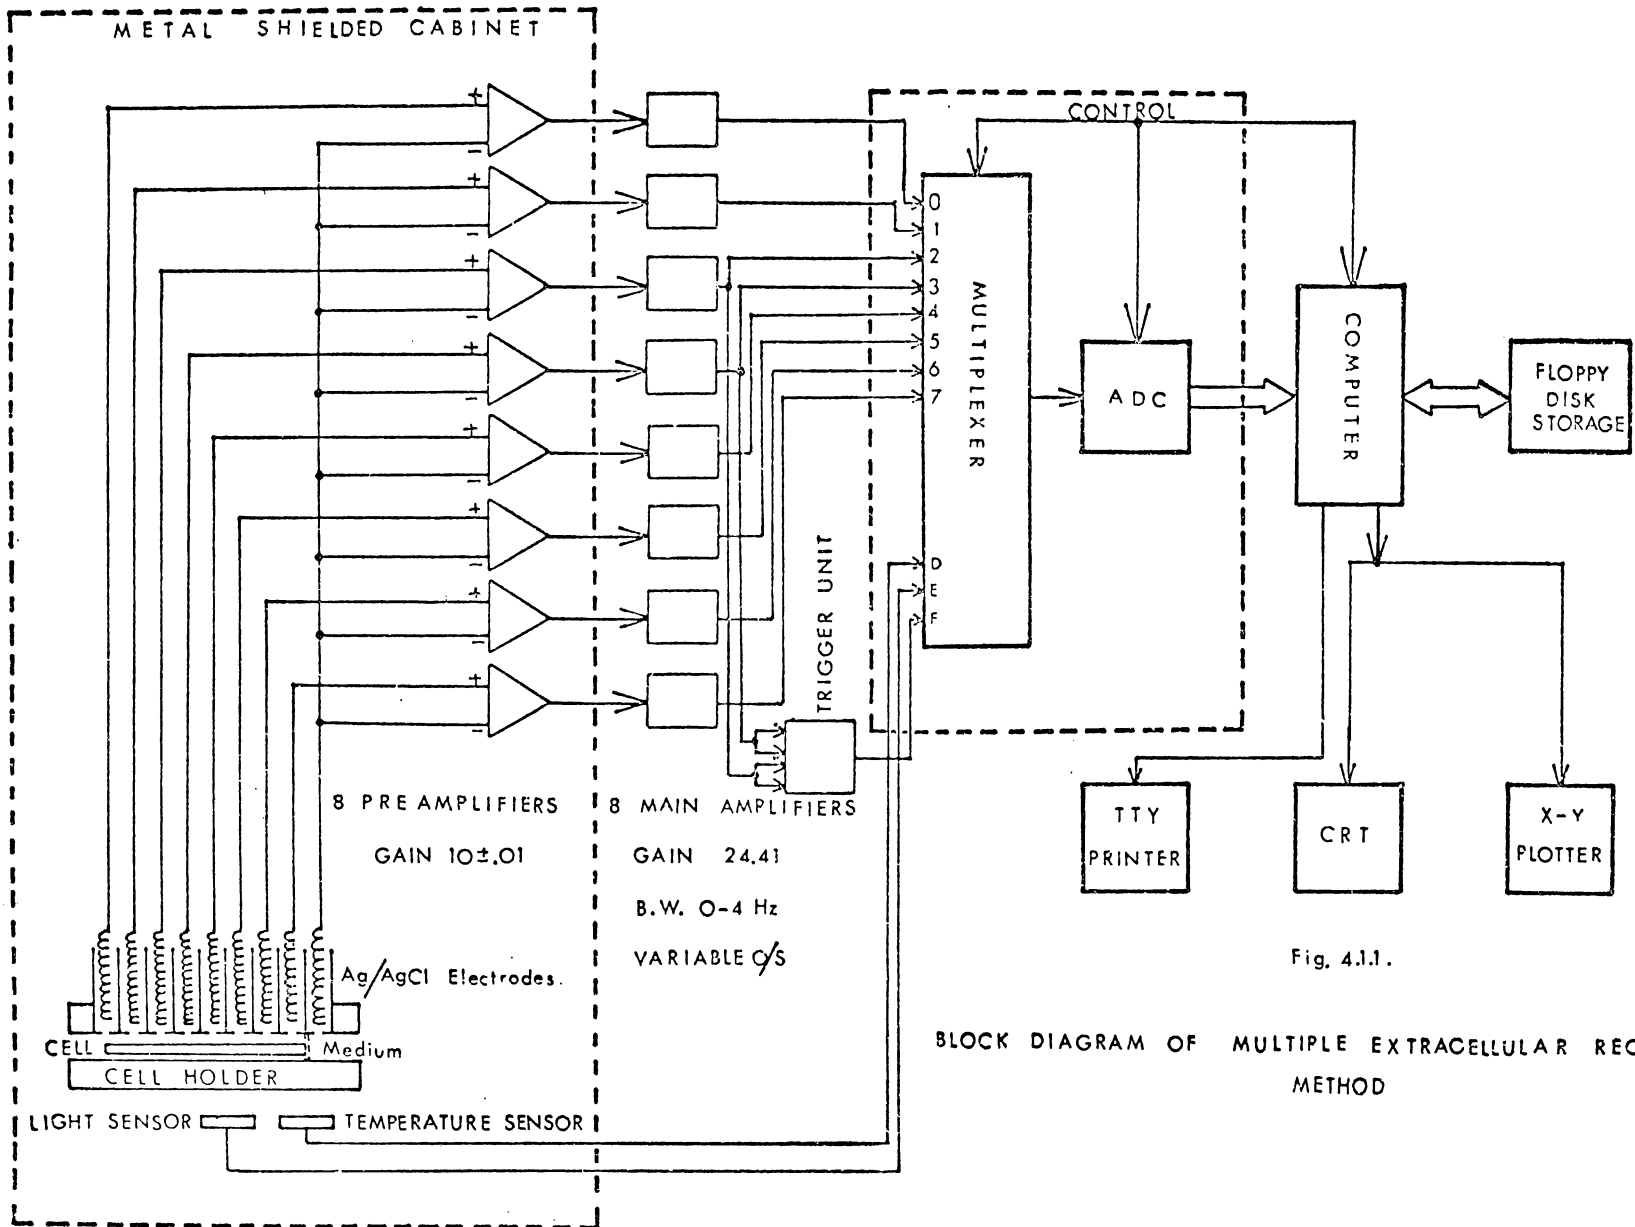 METAL SHIELDED CABINET
CONTROL
+
-
+
-
+
-
+
-
+
-
+
-
+
-
+
-
0
1
2
3
4
5
6
7
D
E
F
MULTIPLEXER
ADC
COMPUTER
FLOPPY
DISK
STORAGE
TRIGGER UNIT
8 PRE AMPLIFIERS
GAIN 10±.01
8 MAIN AMPLIFIERS
GAIN 24.41
B.W. 0-4 Hz
VARIABLE O/S
TTY
PRINTER
CRT
X-Y
PLOTTER
Ag/AgCl Electrodes.
CELL
Medium
CELL HOLDER
LIGHT SENSOR
TEMPERATURE SENSOR
Fig. 4.1.1.
BLOCK DIAGRAM OF MULTIPLE EXTRACELLULAR REC
METHOD